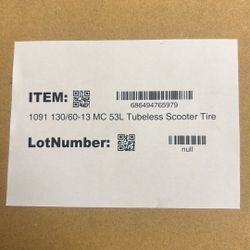 ITEM:
686494765979
1091 130/60-13 MC 53L Tubeless Scooter Tire
LotNumber:
null